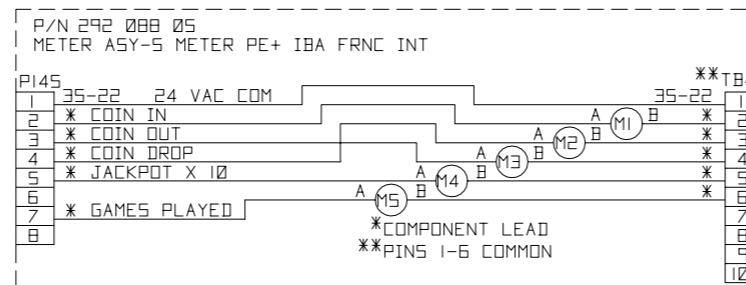 P/N 292 088 05
METER ASY-5 METER PE+ IBA FRNC INT
P145
**TB
1 35-22 24 VAC COM 35-22 1
2 * COIN IN A M1 B * 2
3 * COIN OUT A M2 B * 3
4 * COIN DROP A M3 B * 4
5 * JACKPOT X 10 A M4 B * 5
6 A M5 B * 6
7 * GAMES PLAYED 7
8 8
9
10
*COMPONENT LEAD
**PINS 1-6 COMMON